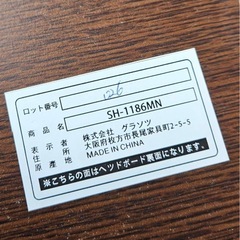 ロット番号 126
商品名 SH-1186MN
表示者 株式会社 グラソツ
住所 大阪府枚方市長尾家具町2-5-5
原産地 MADE IN CHINA
※こちらの面はヘッドボード裏面になります。